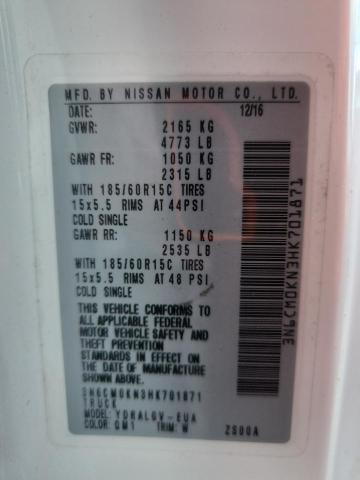 MFD. BY NISSAN MOTOR CO., LTD.
DATE: 12/16
GVWR: 2165 KG
4773 LB
GAWR FR: 1050 KG
2315 LB
WITH 185/60R15C TIRES
15x5.5 RIMS AT 44PSI
COLD SINGLE
GAWR RR: 1150 KG
2535 LB
WITH 185/60R15C TIRES
15x5.5 RIMS AT 48 PSI
COLD SINGLE
THIS VEHICLE CONFORMS TO
ALL APPLICABLE FEDERAL
MOTOR VEHICLE SAFETY AND
THEFT PREVENTION
STANDARDS IN EFFECT ON
THE DATE OF MANUFACTURE
SHOWN ABOVE.
3N6CM0KN3HK701871
TRUCK
MODEL: YDRALGV-EUA
COLOR: QM1 TRIM: W ZS00A
3N6CM0KN3HK701871